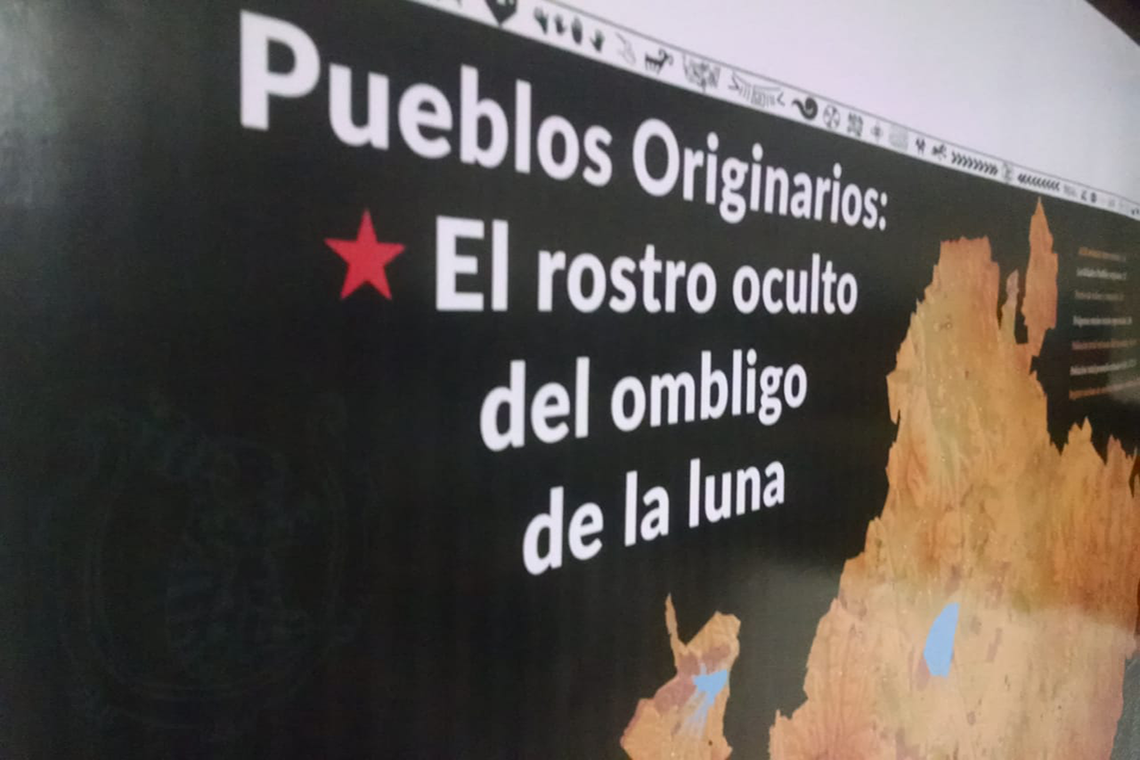 Pueblos Originarios:
El rostro oculto
del ombligo
de la luna